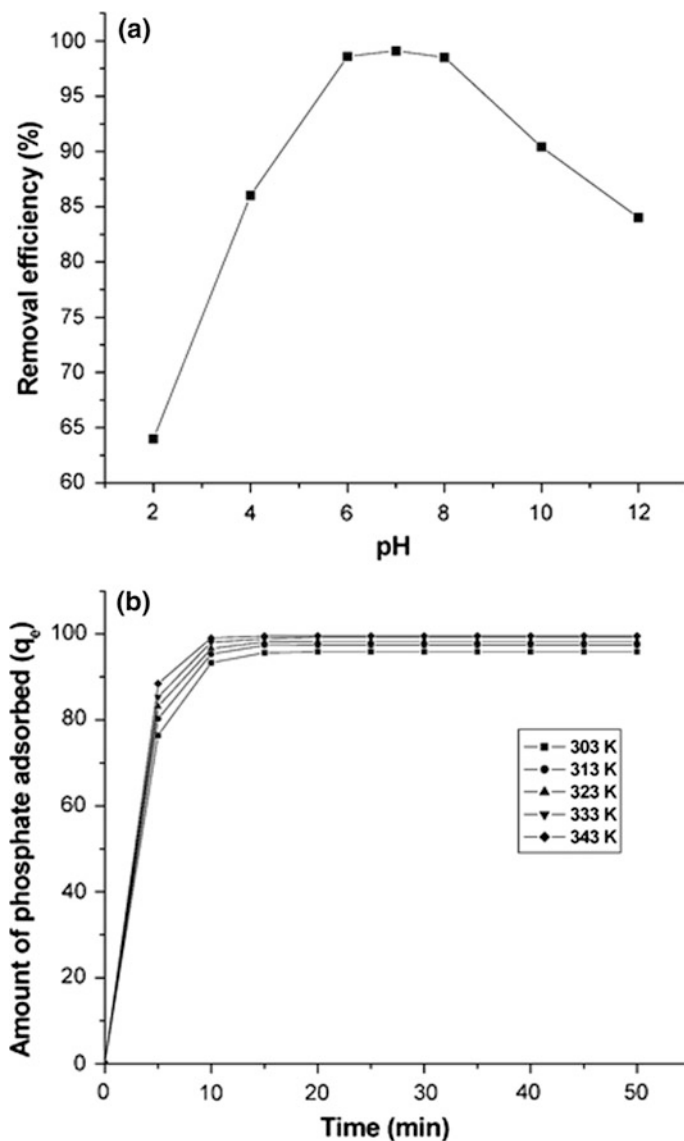 (a)
100
95
90
85
80
75
70
65
60
Removal efficiency (%)
2 4 6 8 10 12
pH
(b)
100
80
60
40
20
0
Amount of phosphate adsorbed (qe)
303 K
313 K
323 K
333 K
343 K
0 10 20 30 40 50
Time (min)